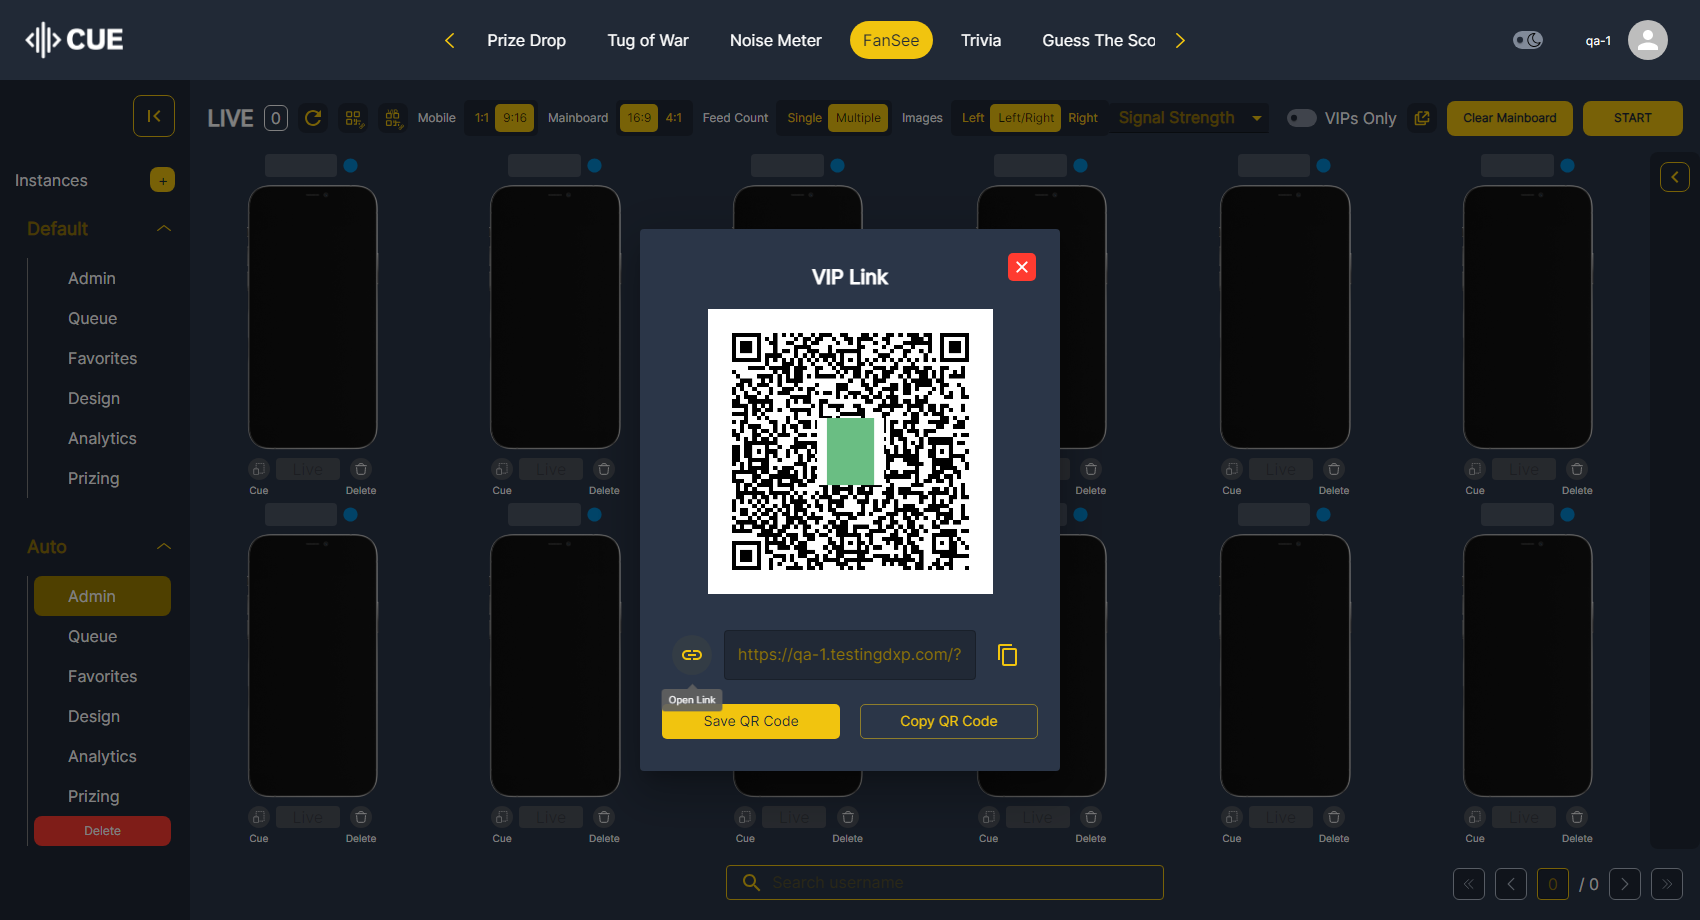 CUE
Prize Drop Tug of War Noise Meter FanSee Trivia Guess The Sco
qa-1
LIVE 0 Mobile 1:1 9:16 Mainboard 16:9 4:1 Feed Count Single Multiple Images Left Left/Right Right Signal Strength VIPs Only Clear Mainboard START
Instances +
Default
Admin
Queue
Favorites
Design
Analytics
Prizing
Auto
Admin
Queue
Favorites
Design
Analytics
Prizing
Delete
VIP Link
https://qa-1.testingdxp.com/?
Open Link
Save QR Code Copy QR Code
Live Live Live Live
Cue Delete Cue Delete Delete Cue Delete Cue Delete
Live Live Live Live Live Live
Cue Delete Cue Delete Cue Delete Cue Delete Cue Delete Cue Delete
Search username
0 / 0